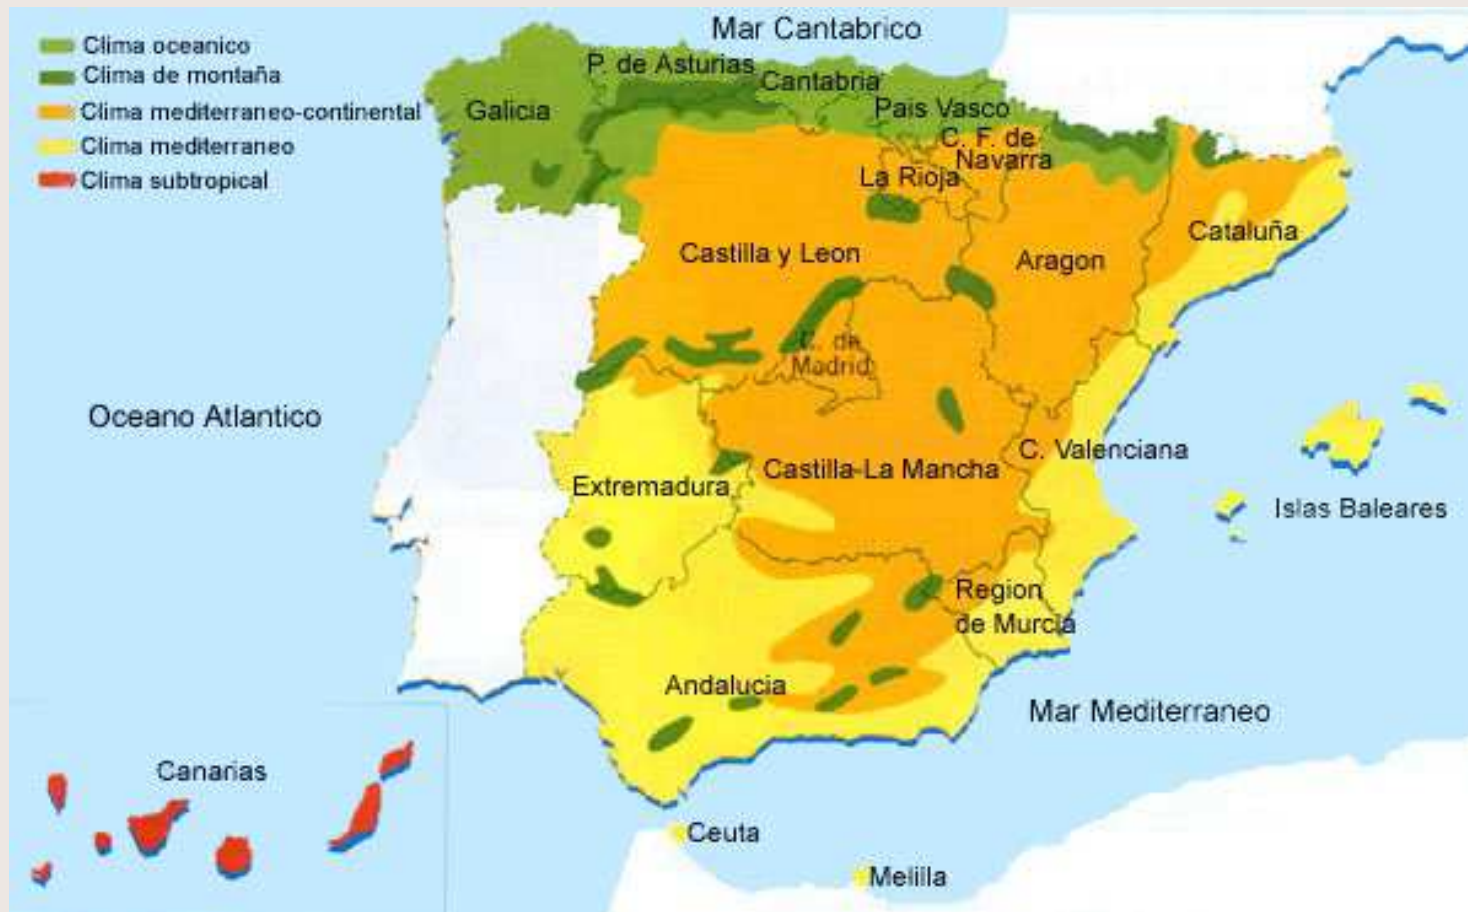 Clima oceanico
Clima de montaña
Clima mediterraneo-continental
Clima mediterraneo
Clima subtropical
Mar Cantabrico
P. de Asturias
Cantabria
Galicia
Pais Vasco
C. F. de
Navarra
La Rioja
Castilla y Leon
Aragon
Cataluña
C. de
Madrid
Oceano Atlantico
Extremadura
Castilla-La Mancha
C. Valenciana
Islas Baleares
Region
de Murcia
Andalucia
Mar Mediterraneo
Canarias
Ceuta
Melilla